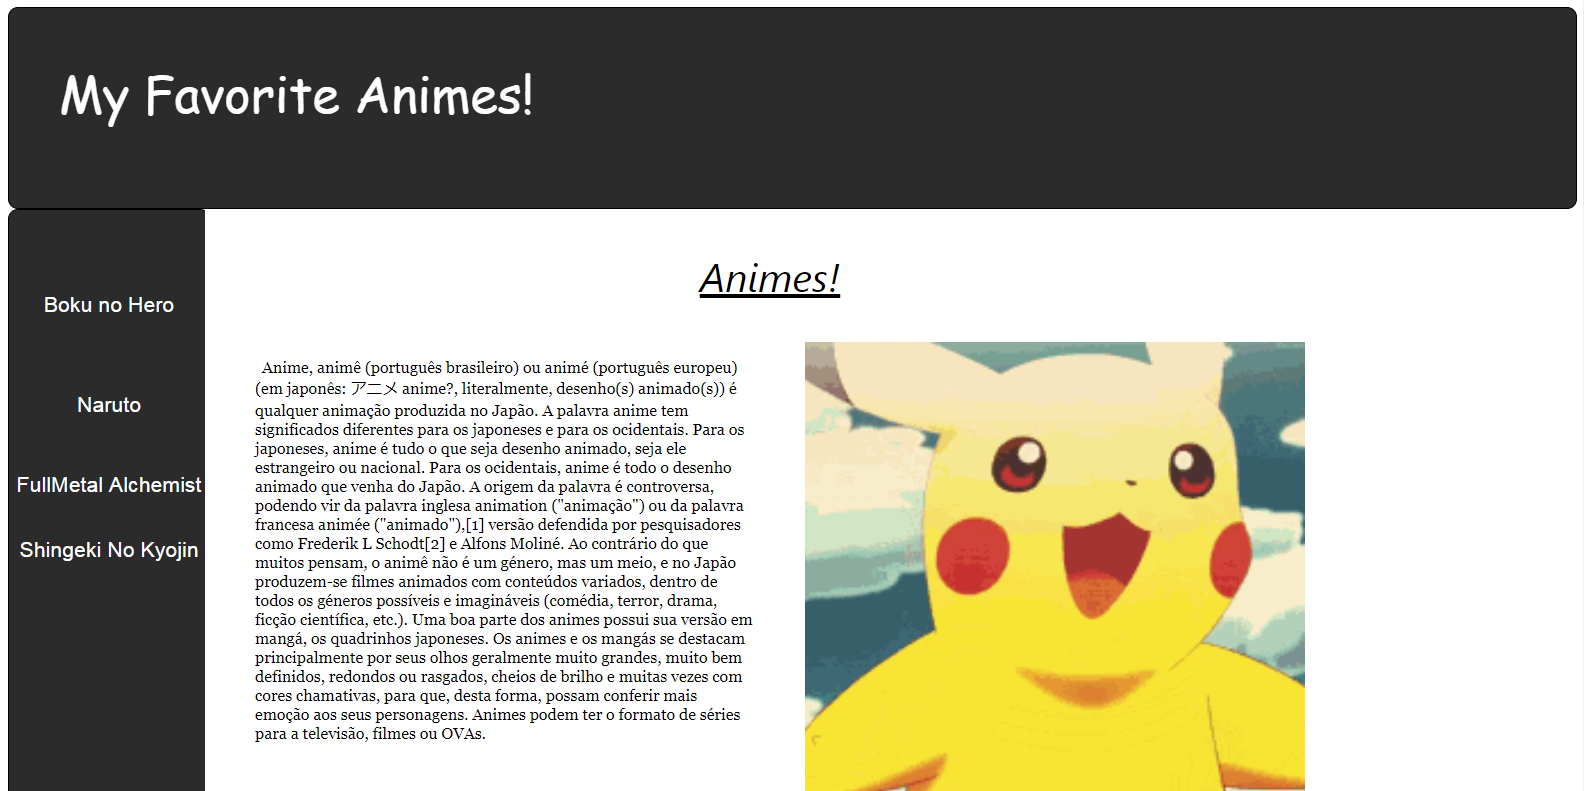 My Favorite Animes!
Boku no Hero
Naruto
FullMetal Alchemist
Shingeki No Kyojin
Animes!
Anime, animê (português brasileiro) ou animé (português europeu)
(em japonês: アニメ anime?, literalmente, desenho(s) animado(s)) é
qualquer animação produzida no Japão. A palavra anime tem
significados diferentes para os japoneses e para os ocidentais. Para os
japoneses, anime é tudo o que seja desenho animado, seja ele
estrangeiro ou nacional. Para os ocidentais, anime é todo o desenho
animado que venha do Japão. A origem da palavra é controversa,
podendo vir da palavra inglesa animation ("animação") ou da palavra
francesa animée ("animado"),[1] versão defendida por pesquisadores
como Frederik L Schodt[2] e Alfons Moliné. Ao contrário do que
muitos pensam, o animê não é um género, mas um meio, e no Japão
produzem-se filmes animados com conteúdos variados, dentro de
todos os géneros possíveis e imagináveis (comédia, terror, drama,
ficção científica, etc.). Uma boa parte dos animes possui sua versão em
mangá, os quadrinhos japoneses. Os animes e os mangás se destacam
principalmente por seus olhos geralmente muito grandes, muito bem
definidos, redondos ou rasgados, cheios de brilho e muitas vezes com
cores chamativas, para que, desta forma, possam conferir mais
emoção aos seus personagens. Animes podem ter o formato de séries
para a televisão, filmes ou OVAs.